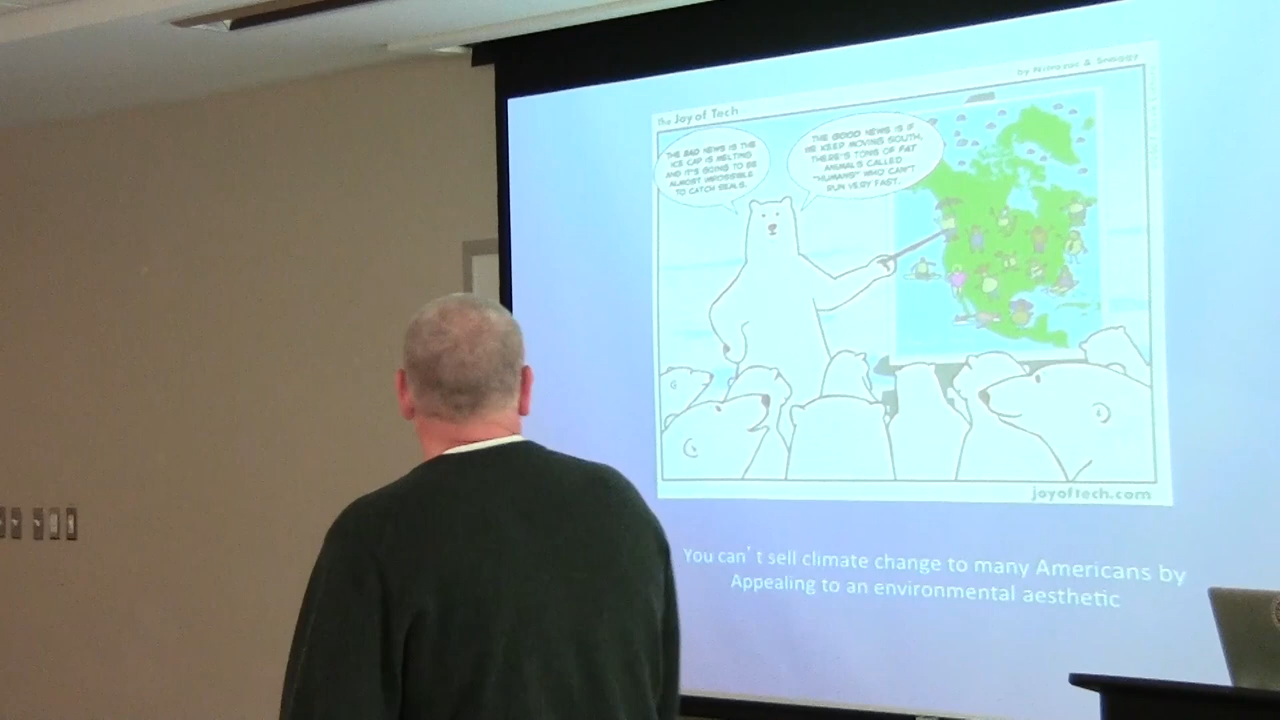 the Joy of Tech
by Nitrozac & Snaggy
THE BAD NEWS IS THE
ICE CAP IS MELTING
AND IT'S GOING TO BE
ALMOST IMPOSSIBLE
TO CATCH SEALS.
THE GOOD NEWS IS IF
WE KEEP MOVING SOUTH,
THERE'S TONS OF FAT
ANIMALS CALLED
"HUMANS" WHO CAN'T
RUN VERY FAST.
joyoftech.com
You can't sell climate change to many Americans by
Appealing to an environmental aesthetic